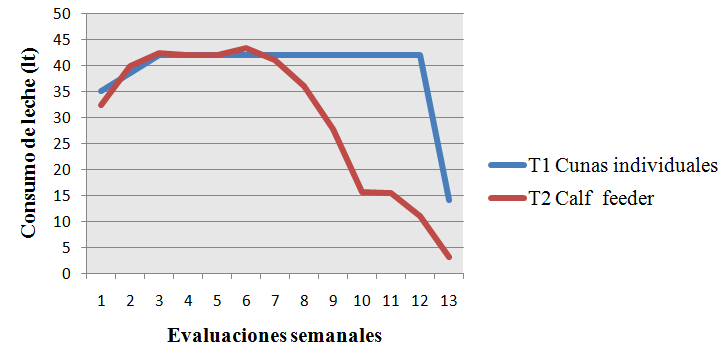 50
45
40
35
30
25
20
15
10
5
0
Consumo de leche (lt)
1 2 3 4 5 6 7 8 9 10 11 12 13
Evaluaciones semanales
T1 Cunas individuales
T2 Calf feeder